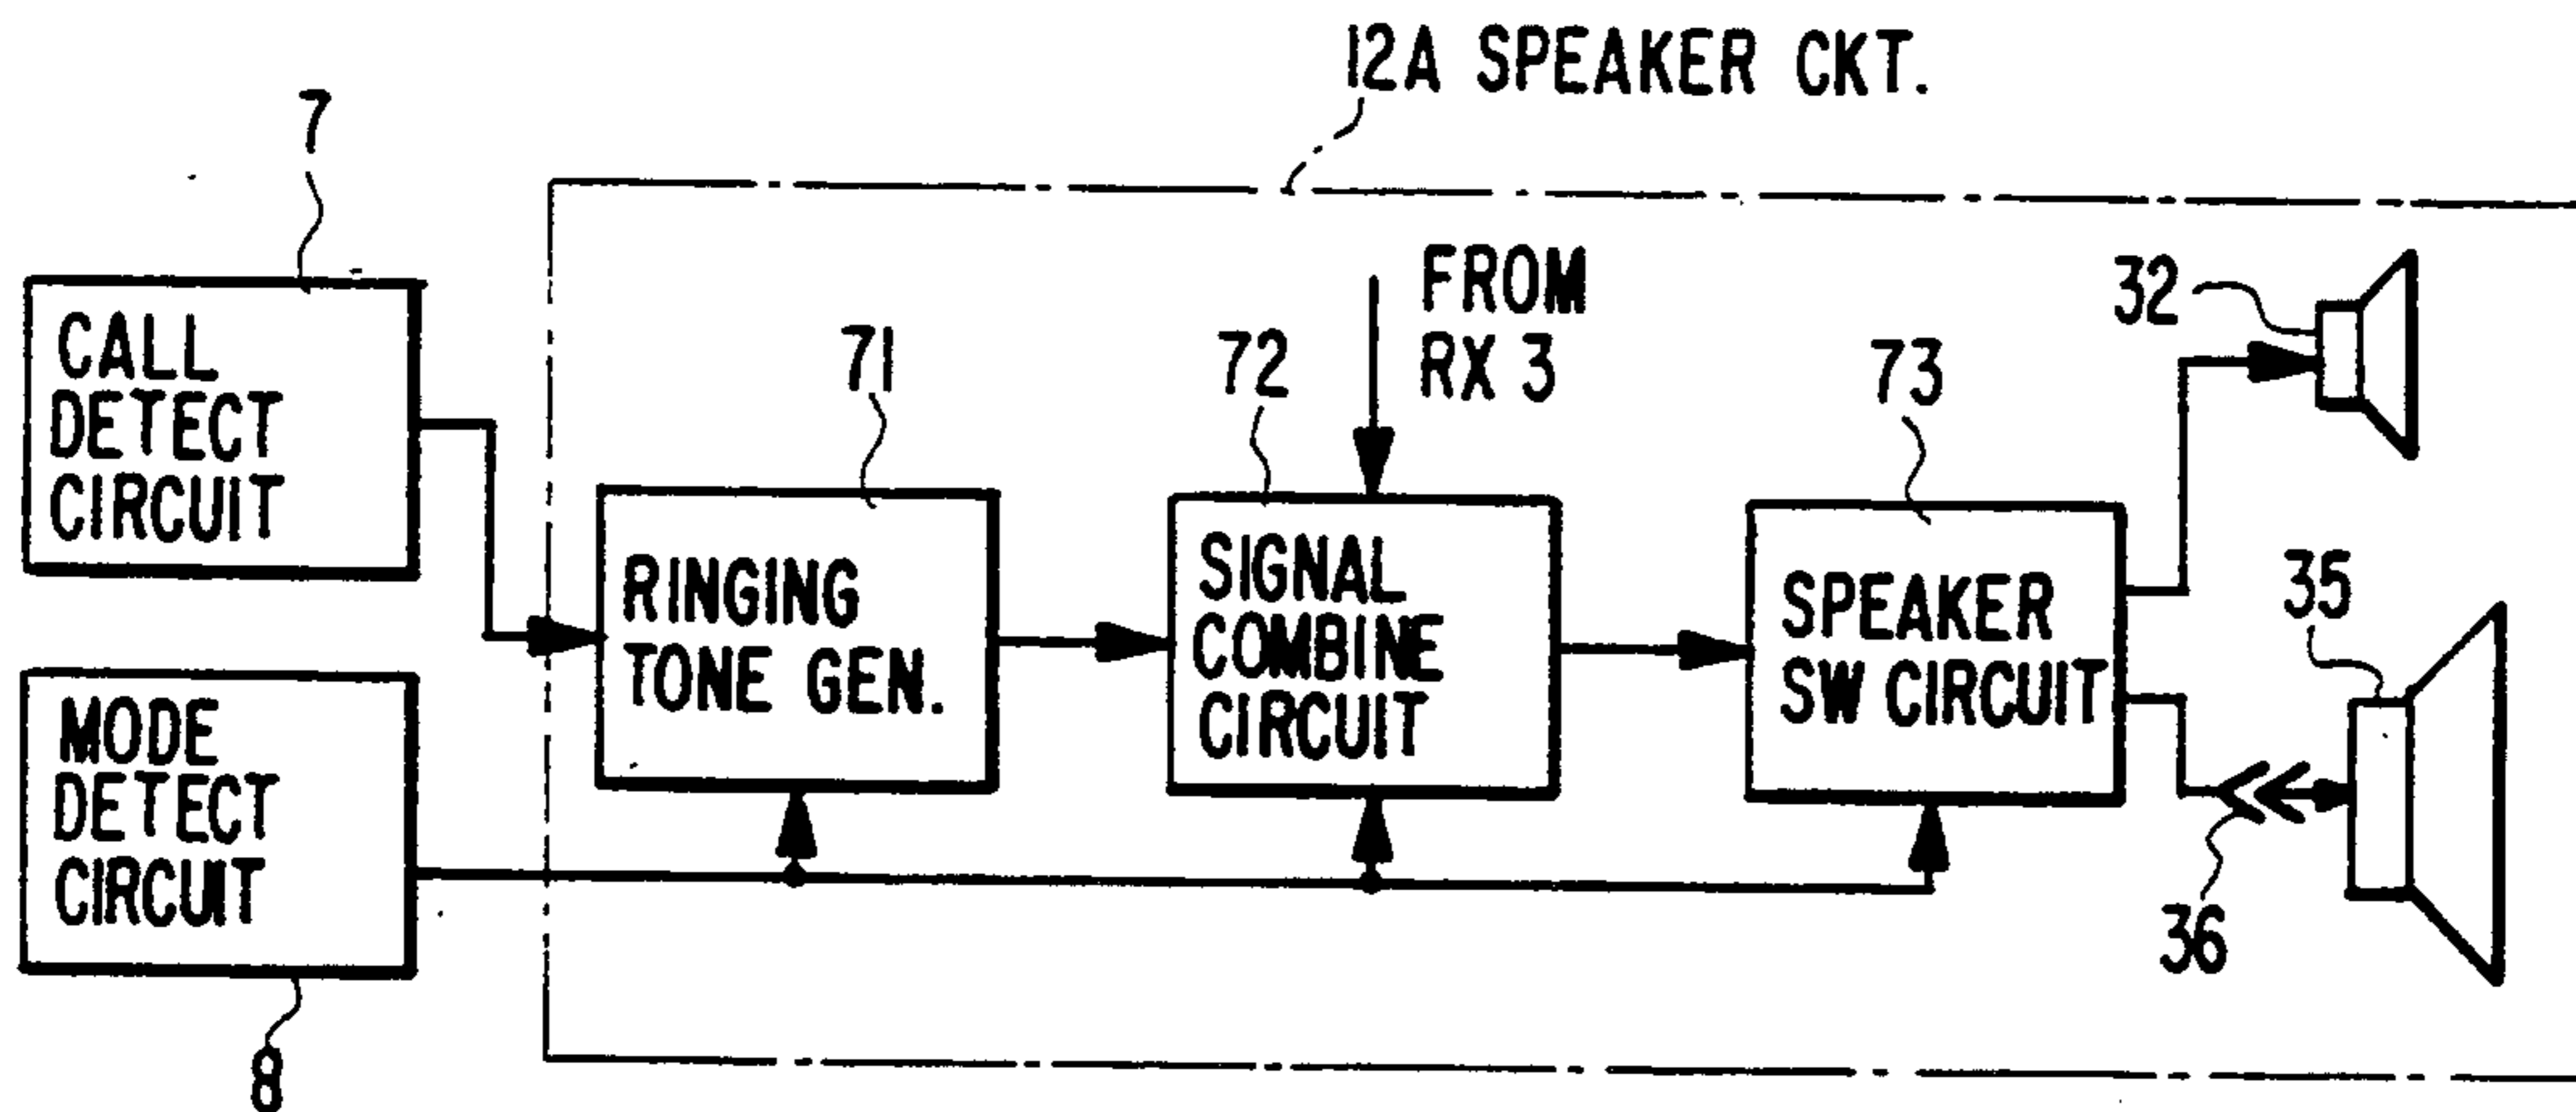 12A SPEAKER CKT.
7
CALL
DETECT
CIRCUIT
FROM
RX 3
32
71
72
73
RINGING
TONE GEN.
SIGNAL
COMBINE
CIRCUIT
SPEAKER
SW CIRCUIT
35
MODE
DETECT
CIRCUIT
36
8